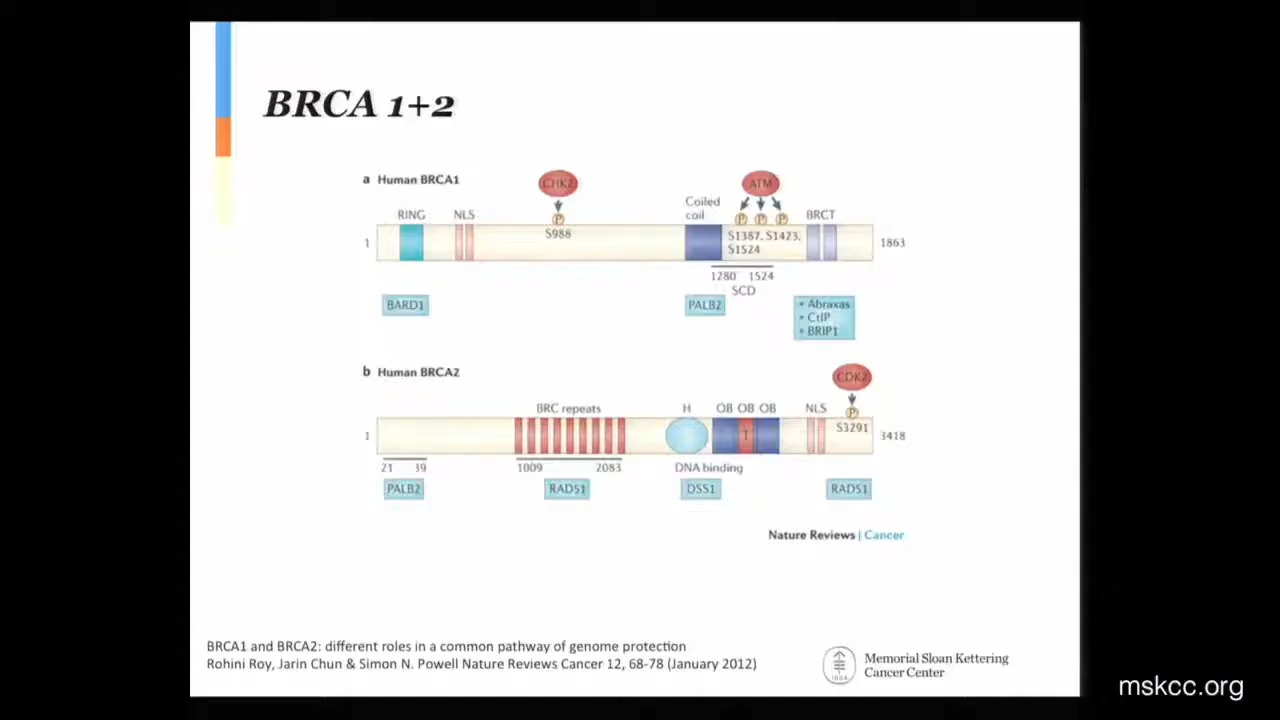 BRCA 1+2
a Human BRCA1
CHK2
ATM
RING
NLS
P
Coiled
coil
P P P
BRCT
S988
S1387, S1423,
S1524
1
1863
1280 1524
SCD
BARD1
PALB2
• Abraxas
• CtIP
• BRIP1
b Human BRCA2
CDK2
BRC repeats
H
OB OB OB
NLS
P
S3291
T
1
3418
21 39
1009 2083
DNA binding
PALB2
RAD51
DSS1
RAD51
Nature Reviews | Cancer
BRCA1 and BRCA2: different roles in a common pathway of genome protection
Rohini Roy, Jarin Chun & Simon N. Powell Nature Reviews Cancer 12, 68-78 (January 2012)
Memorial Sloan Kettering
Cancer Center
mskcc.org